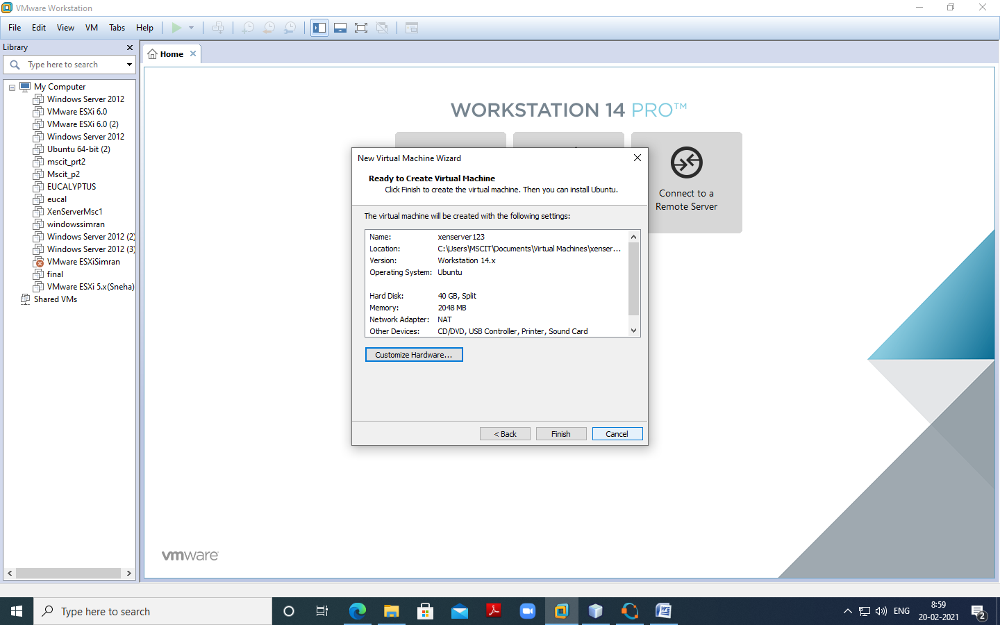 VMware Workstation
File Edit View VM Tabs Help
Library
Type here to search
My Computer
Windows Server 2012
VMware ESXi 6.0
VMware ESXi 6.0 (2)
Windows Server 2012
Ubuntu 64-bit (2)
mscit_prt2
Mscit_p2
EUCALYPTUS
eucal
XenServerMsc1
windowssimran
Windows Server 2012 (2)
Windows Server 2012 (3)
VMware ESXiSimran
final
VMware ESXi 5.x(Sneha)
Shared VMs
Home
WORKSTATION 14 PRO™
Connect to a
Remote Server
New Virtual Machine Wizard
Ready to Create Virtual Machine
Click Finish to create the virtual machine. Then you can install Ubuntu.
The virtual machine will be created with the following settings:
Name: xenserver123
Location: C:\Users\MSCIT\Documents\Virtual Machines\xenser...
Version: Workstation 14.x
Operating System: Ubuntu
Hard Disk: 40 GB, Split
Memory: 2048 MB
Network Adapter: NAT
Other Devices: CD/DVD, USB Controller, Printer, Sound Card
Customize Hardware...
< Back Finish Cancel
vmware
Type here to search
ENG
8:59
20-02-2021
2